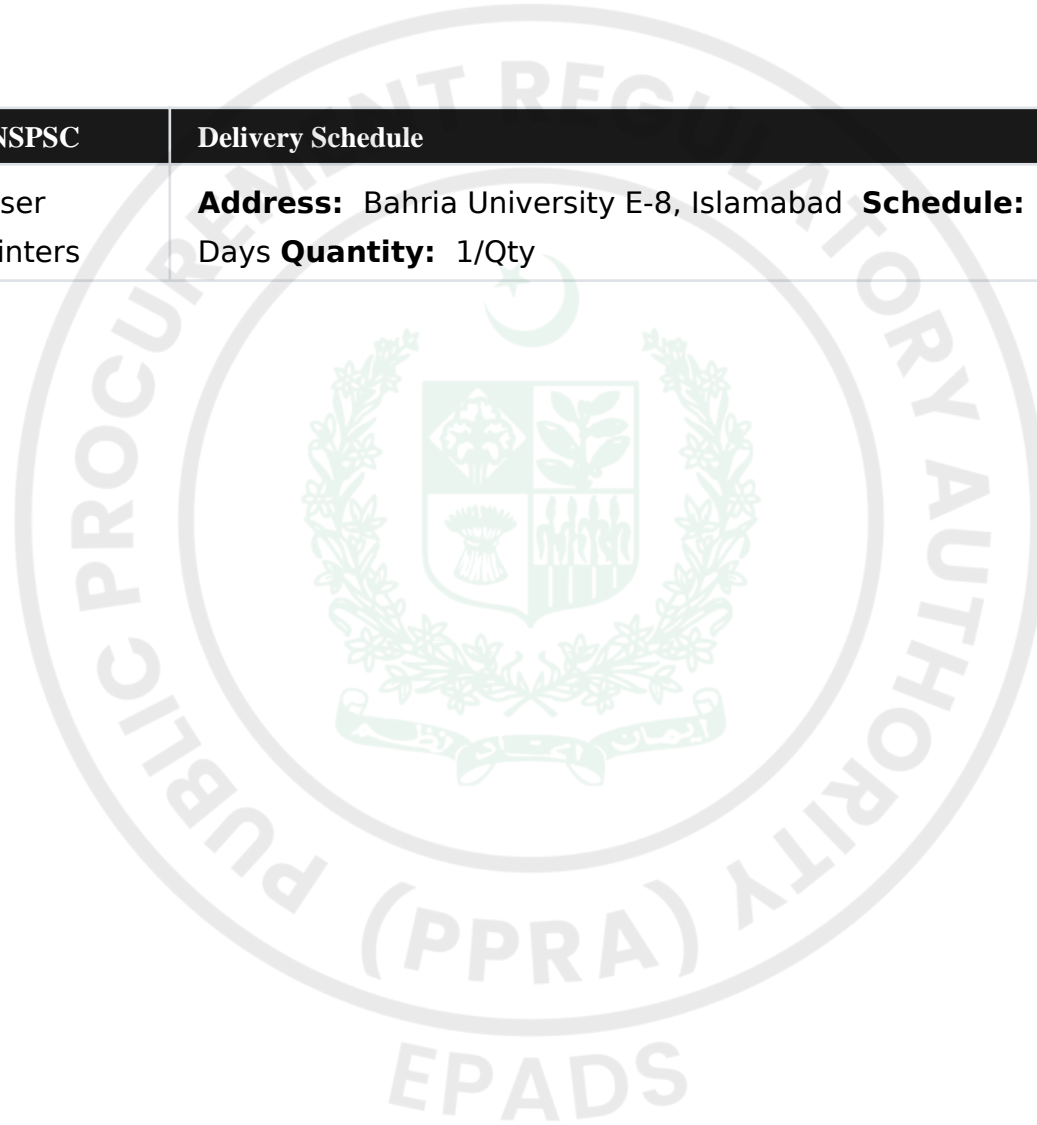 NSPSC Delivery Schedule
ser Address: Bahria University E-8, Islamabad Schedule:
inters Days Quantity: 1/Qty
PUBLIC PROCUREMENT REGULATORY AUTHORITY
(PPRA)
EPADS